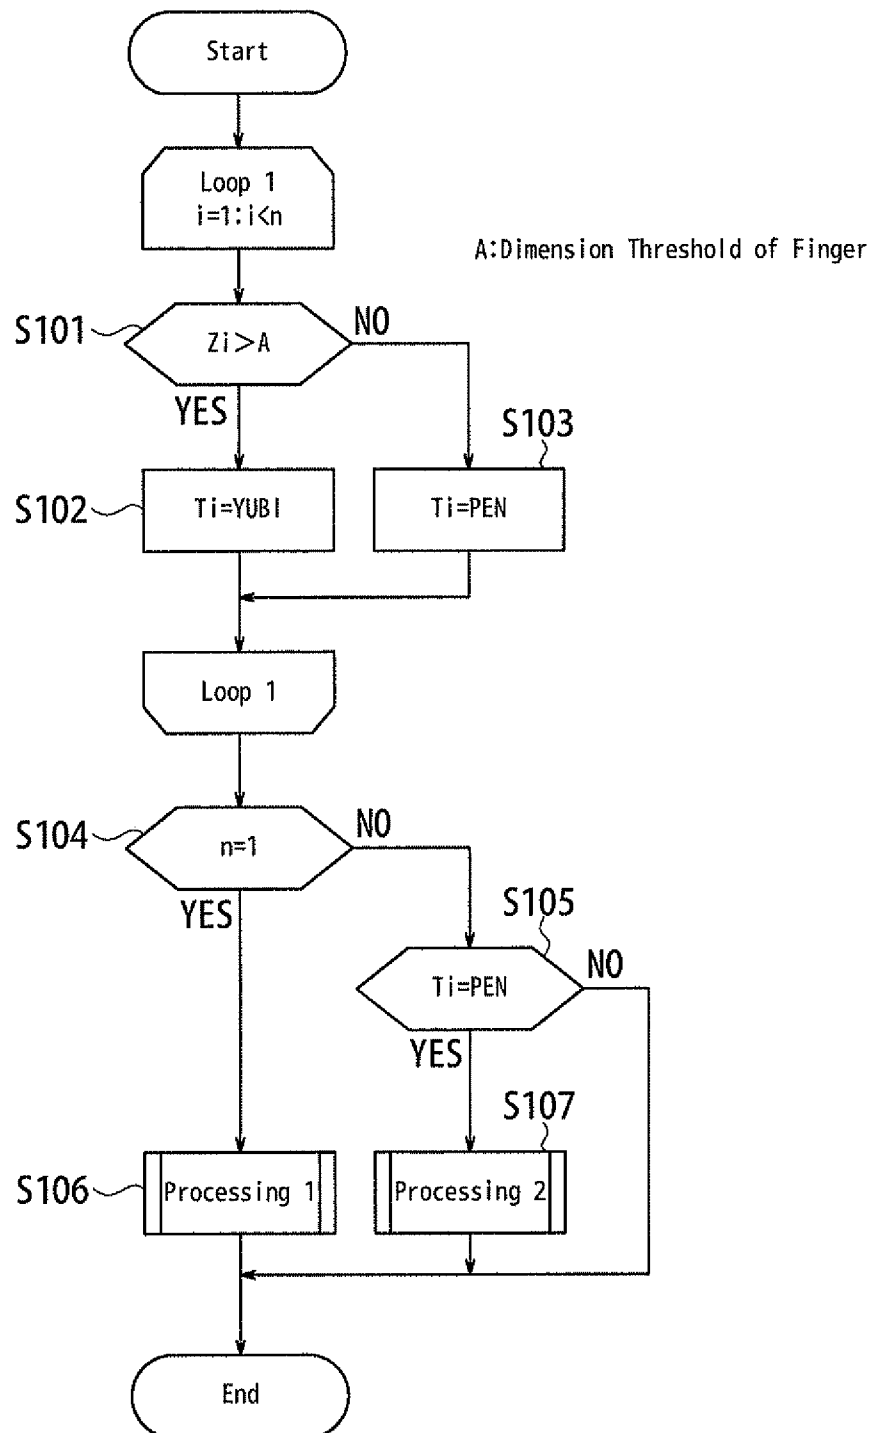 Start
Loop 1
i=1:i<n
A:Dimension Threshold of Finger
S101
Zi>A
NO
YES
S103
S102
Ti=YUBI
Ti=PEN
Loop 1
S104
n=1
NO
YES
S105
Ti=PEN
NO
YES
S107
S106
Processing 1
Processing 2
End